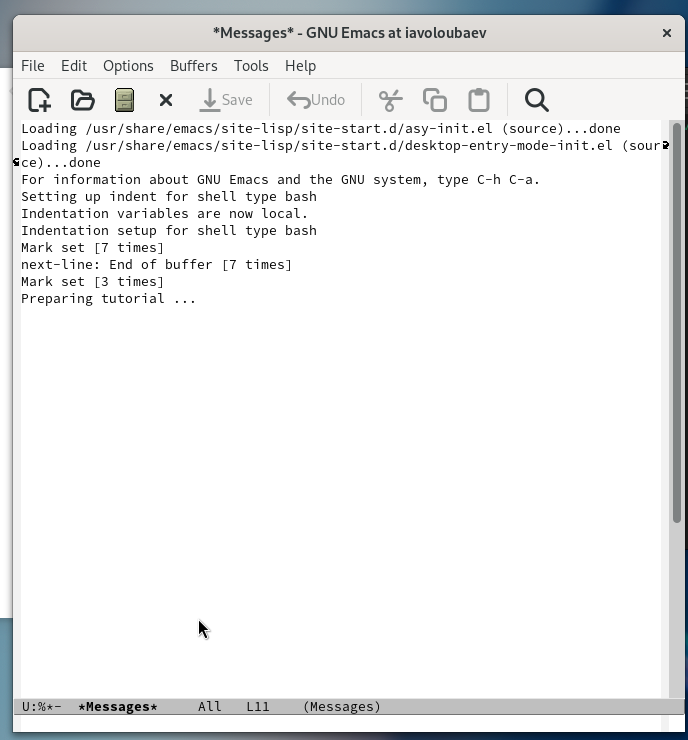 *Messages* - GNU Emacs at iavoloubaev
File Edit Options Buffers Tools Help
Save Undo
Loading /usr/share/emacs/site-lisp/site-start.d/asy-init.el (source)...done
Loading /usr/share/emacs/site-lisp/site-start.d/desktop-entry-mode-init.el (sour
ce)...done
For information about GNU Emacs and the GNU system, type C-h C-a.
Setting up indent for shell type bash
Indentation variables are now local.
Indentation setup for shell type bash
Mark set [7 times]
next-line: End of buffer [7 times]
Mark set [3 times]
Preparing tutorial ...
U:%*- *Messages* All L11 (Messages)